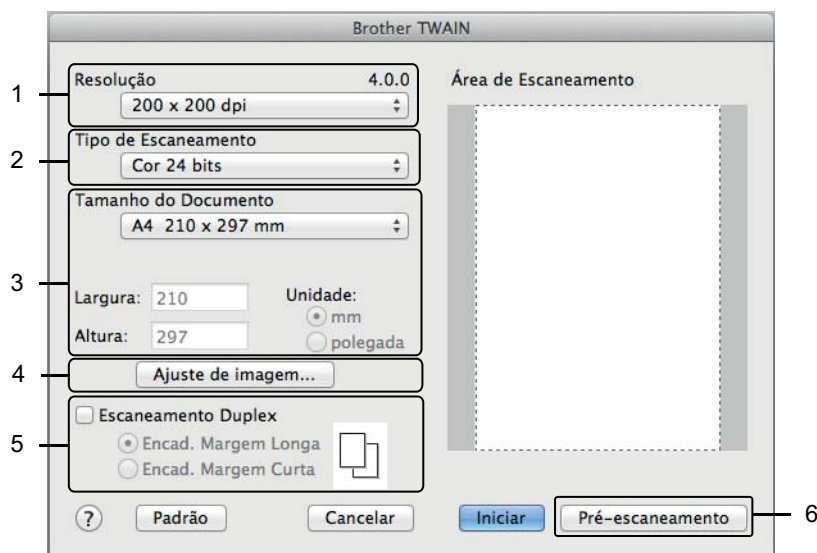 Brother TWAIN
1
Resolução 4.0.0
200 x 200 dpi
2
Tipo de Escaneamento
Cor 24 bits
3
Tamanho do Documento
A4 210 x 297 mm
Largura: 210
Altura: 297
Unidade:
mm
polegada
4
Ajuste de imagem...
5
Escaneamento Duplex
Encad. Margem Longa
Encad. Margem Curta
Área de Escaneamento
? Padrão Cancelar Iniciar Pré-escaneamento 6